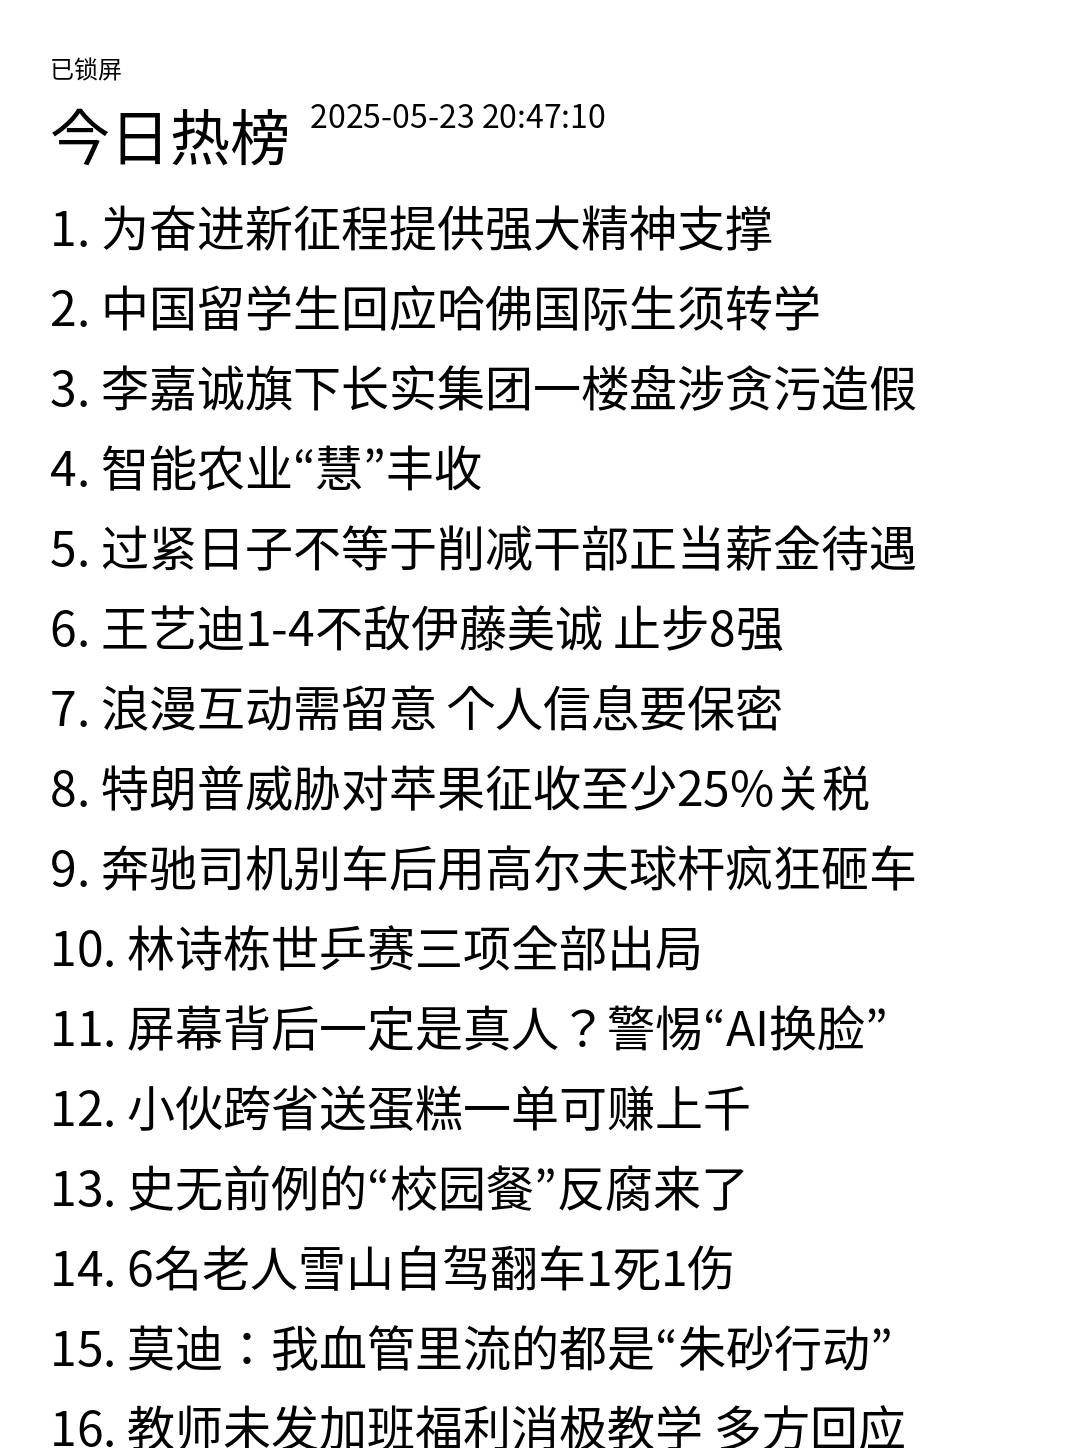 已锁屏
今日热榜 2025-05-23 20:47:10
1. 为奋进新征程提供强大精神支撑
2. 中国留学生回应哈佛国际生须转学
3. 李嘉诚旗下长实集团一楼盘涉贪污造假
4. 智能农业“慧”丰收
5. 过紧日子不等于削减干部正当薪金待遇
6. 王艺迪1-4不敌伊藤美诚 止步8强
7. 浪漫互动需留意 个人信息要保密
8. 特朗普威胁对苹果征收至少25%关税
9. 奔驰司机别车后用高尔夫球杆疯狂砸车
10. 林诗栋世乒赛三项全部出局
11. 屏幕背后一定是真人？警惕“AI换脸”
12. 小伙跨省送蛋糕一单可赚上千
13. 史无前例的“校园餐”反腐来了
14. 6名老人雪山自驾翻车1死1伤
15. 莫迪：我血管里流的都是“朱砂行动”
16. 教师未发加班福利消极教学 多方回应